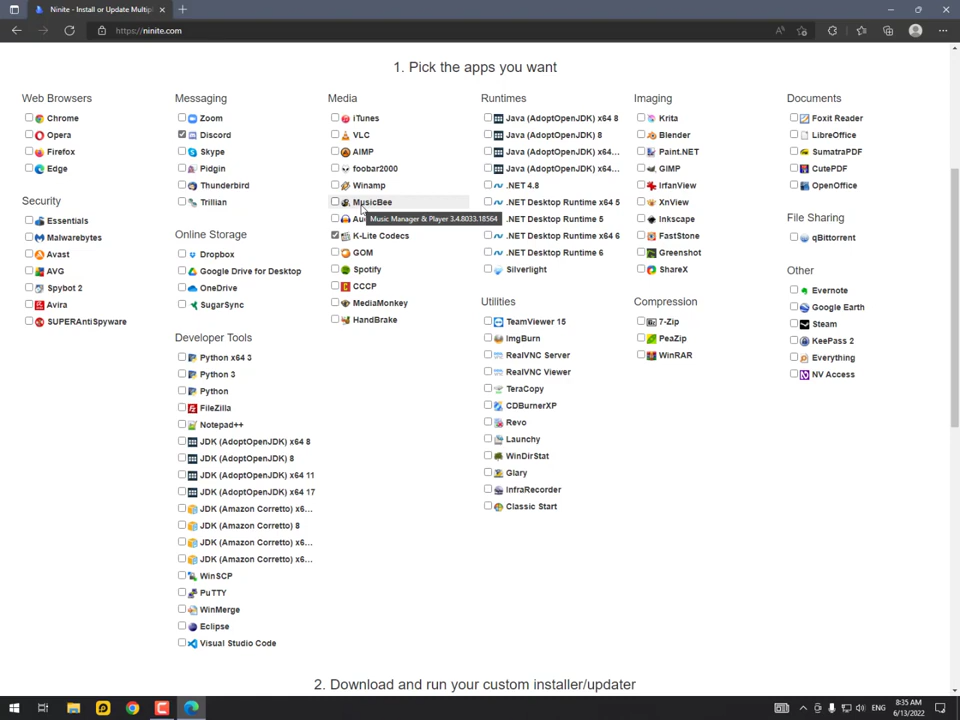 Ninite - Install or Update Multip
https://ninite.com
1. Pick the apps you want
Web Browsers
Chrome
Opera
Firefox
Edge
Security
Essentials
Malwarebytes
Avast
AVG
Spybot 2
Avira
SUPERAntiSpyware
Messaging
Zoom
Discord
Skype
Pidgin
Thunderbird
Trillian
Online Storage
Dropbox
Google Drive for Desktop
OneDrive
SugarSync
Developer Tools
Python x64 3
Python 3
Python
FileZilla
Notepad++
JDK (AdoptOpenJDK) x64 8
JDK (AdoptOpenJDK) 8
JDK (AdoptOpenJDK) x64 11
JDK (AdoptOpenJDK) x64 17
JDK (Amazon Corretto) x6...
JDK (Amazon Corretto) 8
JDK (Amazon Corretto) x6...
JDK (Amazon Corretto) x6...
WinSCP
PuTTY
WinMerge
Eclipse
Visual Studio Code
Media
iTunes
VLC
AIMP
foobar2000
Winamp
MusicBee
Music Manager & Player 3.4.8033.18564
K-Lite Codecs
GOM
Spotify
CCCP
MediaMonkey
HandBrake
Runtimes
Java (AdoptOpenJDK) x64 8
Java (AdoptOpenJDK) 8
Java (AdoptOpenJDK) x64...
Java (AdoptOpenJDK) x64...
.NET 4.8
.NET Desktop Runtime x64 5
.NET Desktop Runtime 5
.NET Desktop Runtime x64 6
.NET Desktop Runtime 6
Silverlight
Utilities
TeamViewer 15
ImgBurn
RealVNC Server
RealVNC Viewer
TeraCopy
CDBurnerXP
Revo
Launchy
WinDirStat
Glary
InfraRecorder
Classic Start
Imaging
Krita
Blender
Paint.NET
GIMP
IrfanView
XnView
Inkscape
FastStone
Greenshot
ShareX
Compression
7-Zip
PeaZip
WinRAR
Documents
Foxit Reader
LibreOffice
SumatraPDF
CutePDF
OpenOffice
File Sharing
qBittorrent
Other
Evernote
Google Earth
Steam
KeePass 2
Everything
NV Access
2. Download and run your custom installer/updater
8:35 AM
6/13/2022